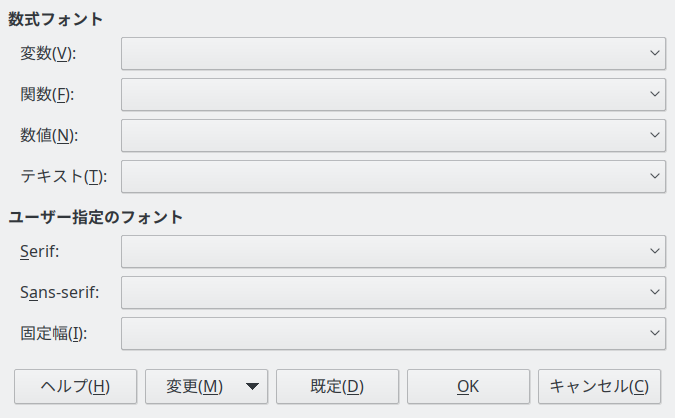 数式フォント
変数(V):
関数(F):
数値(N):
テキスト(T):
ユーザー指定のフォント
Serif:
Sans-serif:
固定幅(I):
ヘルプ(H) 変更(M) 既定(D) OK キャンセル(C)